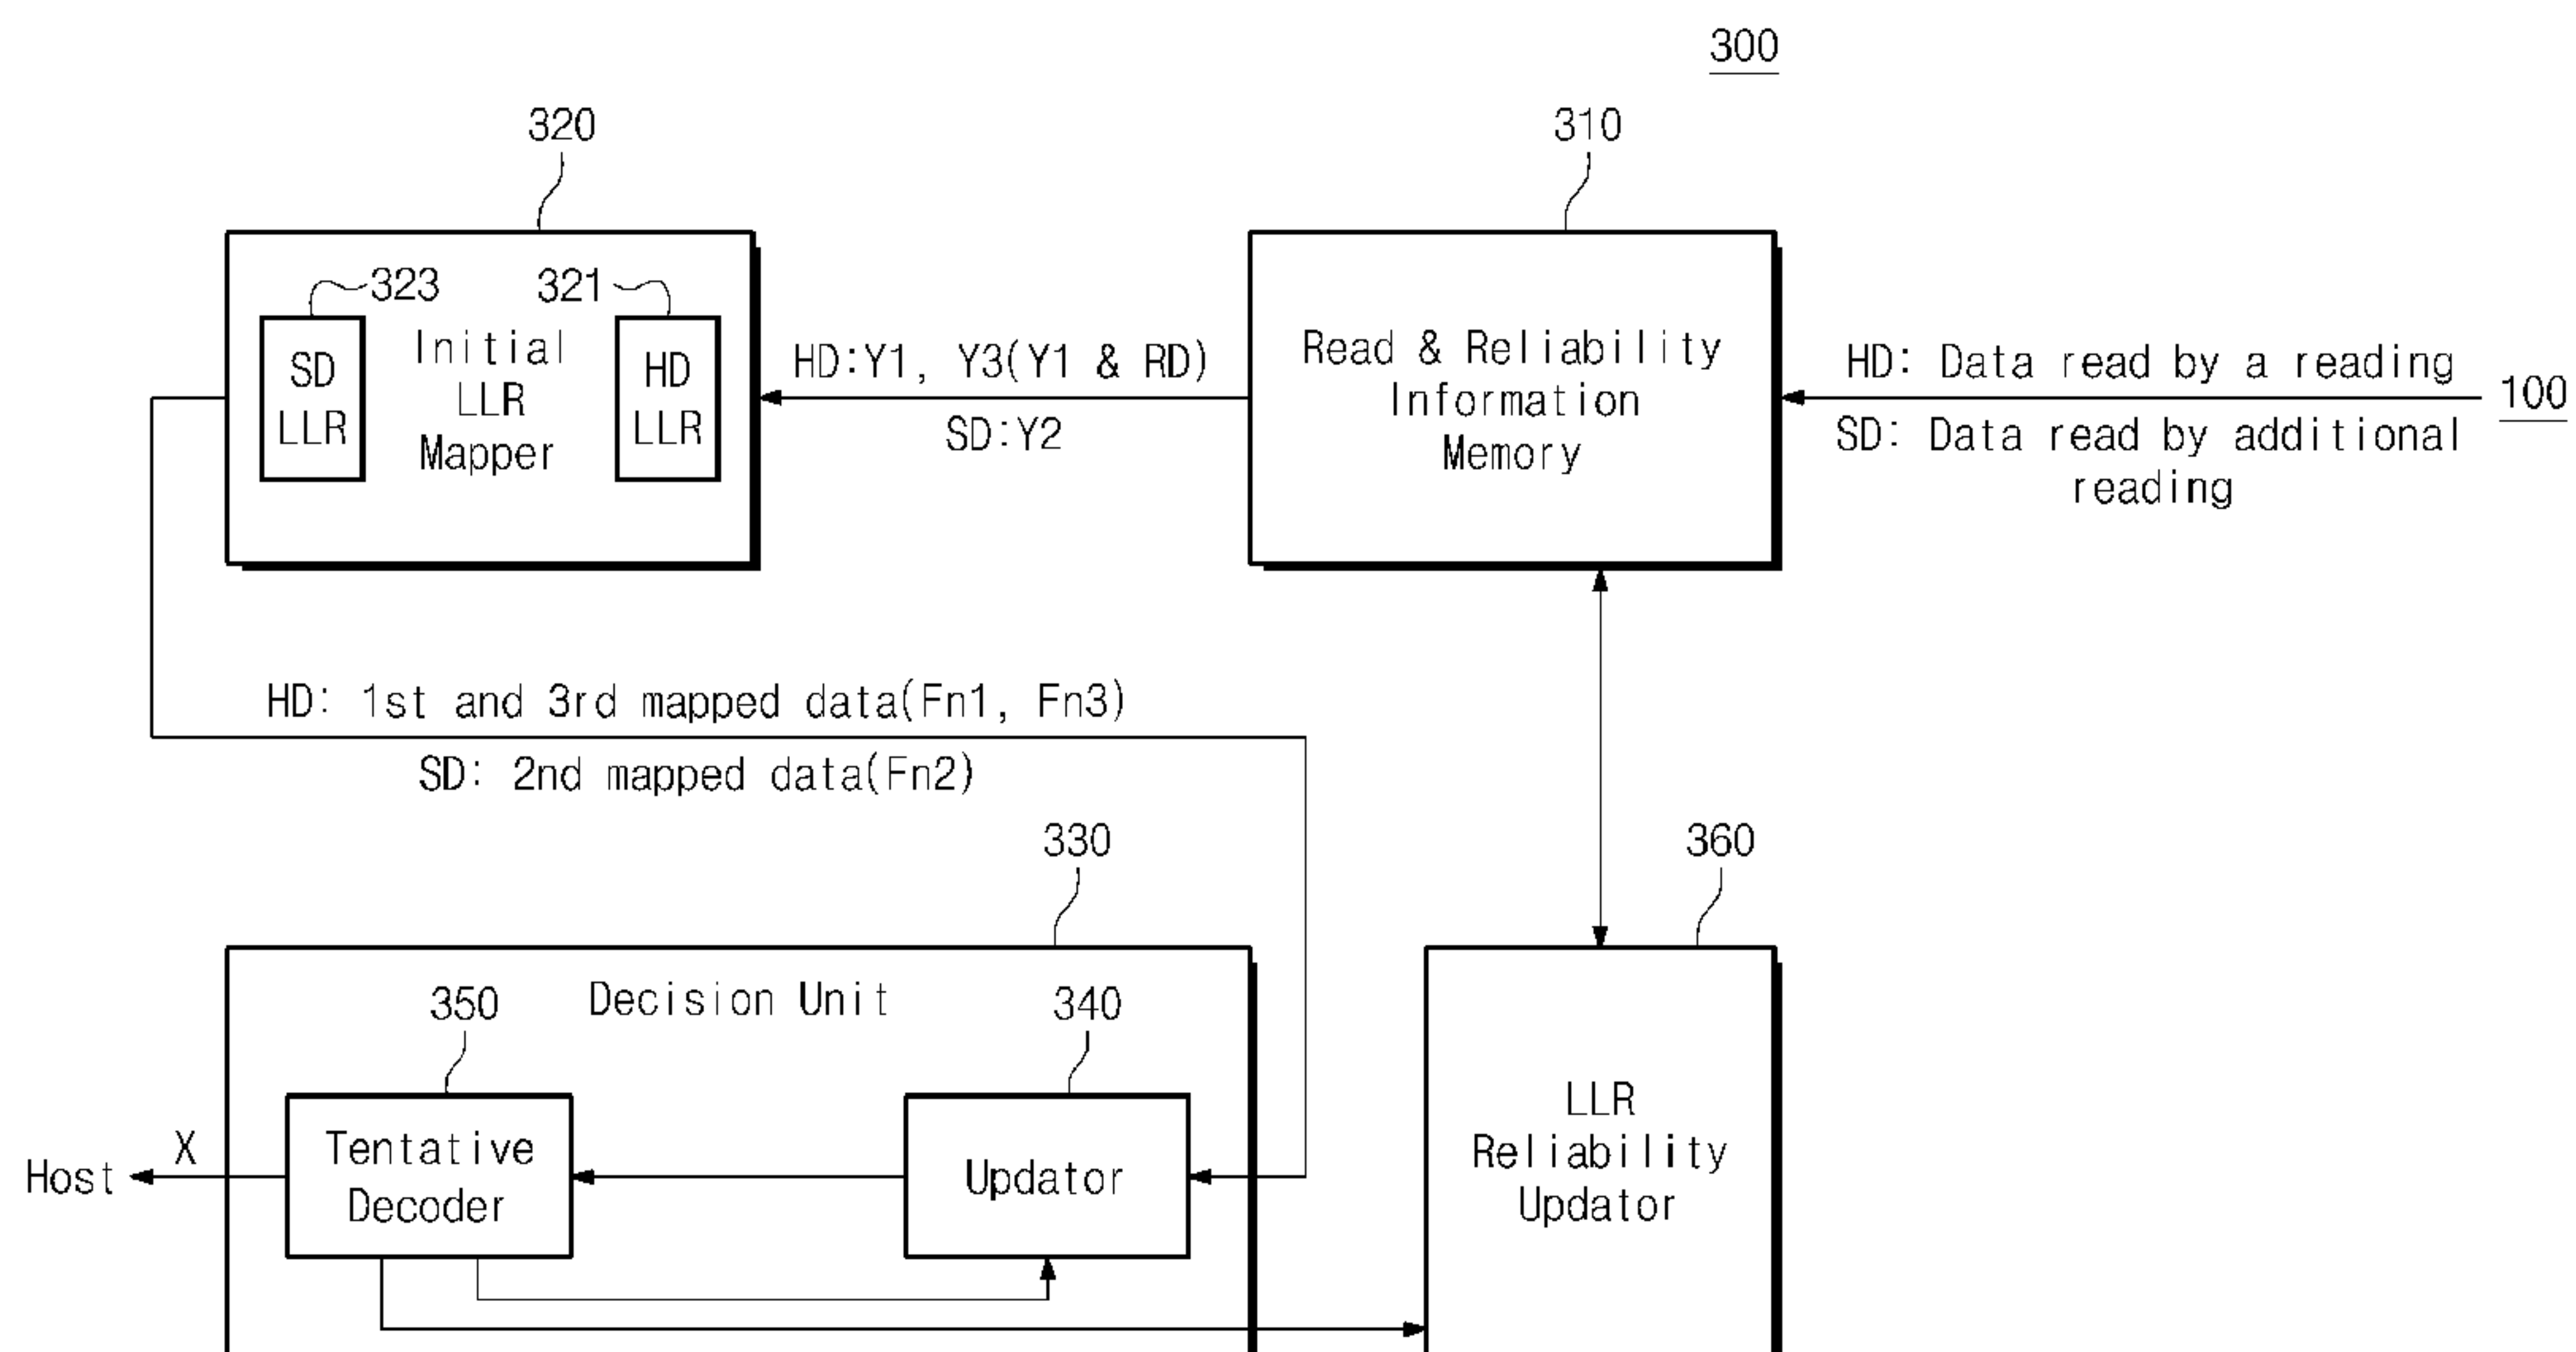 300
320
310
323
321
SD
LLR
Initial
LLR
Mapper
HD
LLR
HD:Y1, Y3(Y1 & RD)
SD:Y2
Read & Reliability
Information
Memory
HD: Data read by a reading
SD: Data read by additional
reading
100
HD: 1st and 3rd mapped data(Fn1, Fn3)
SD: 2nd mapped data(Fn2)
330
360
350
Decision Unit
340
Host
X
Tentative
Decoder
Updator
LLR
Reliability
Updator